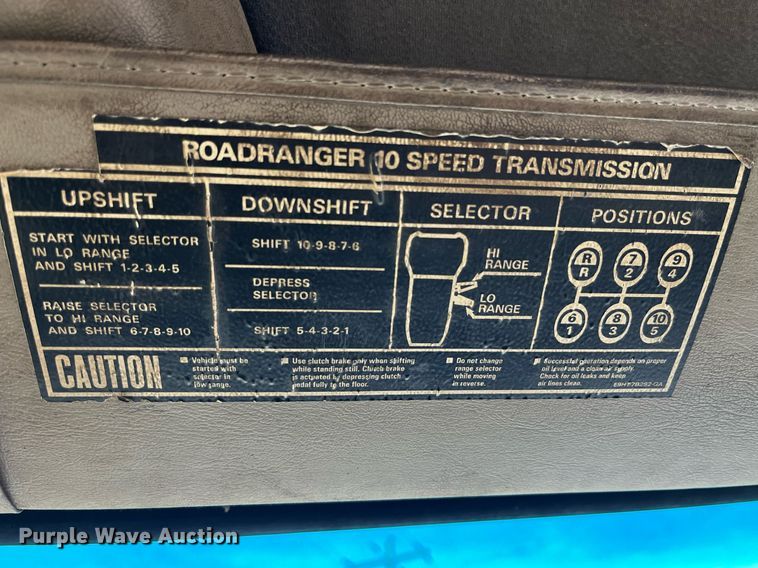 ROADRANGER 10 SPEED TRANSMISSION
UPSHIFT
START WITH SELECTOR
IN LO RANGE
AND SHIFT 1-2-3-4-5
RAISE SELECTOR
TO HI RANGE
AND SHIFT 6-7-8-9-10
DOWNSHIFT
SHIFT 10-9-8-7-6
DEPRESS
SELECTOR
SHIFT 5-4-3-2-1
SELECTOR
HI
RANGE
LO
RANGE
POSITIONS
R 7 9
R 2 4
6 8 10
1 3 5
CAUTION
Vehicle must be
started with
selector in
low range.
Use clutch brake only when shifting
while standing still. Clutch brake
is actuated by depressing clutch
pedal fully to the floor.
Do not change
range selector
while moving
in reverse.
Successful operation depends on proper
oil level and a clean air supply.
Check for oil leaks and keep
air lines clean.
Purple Wave Auction